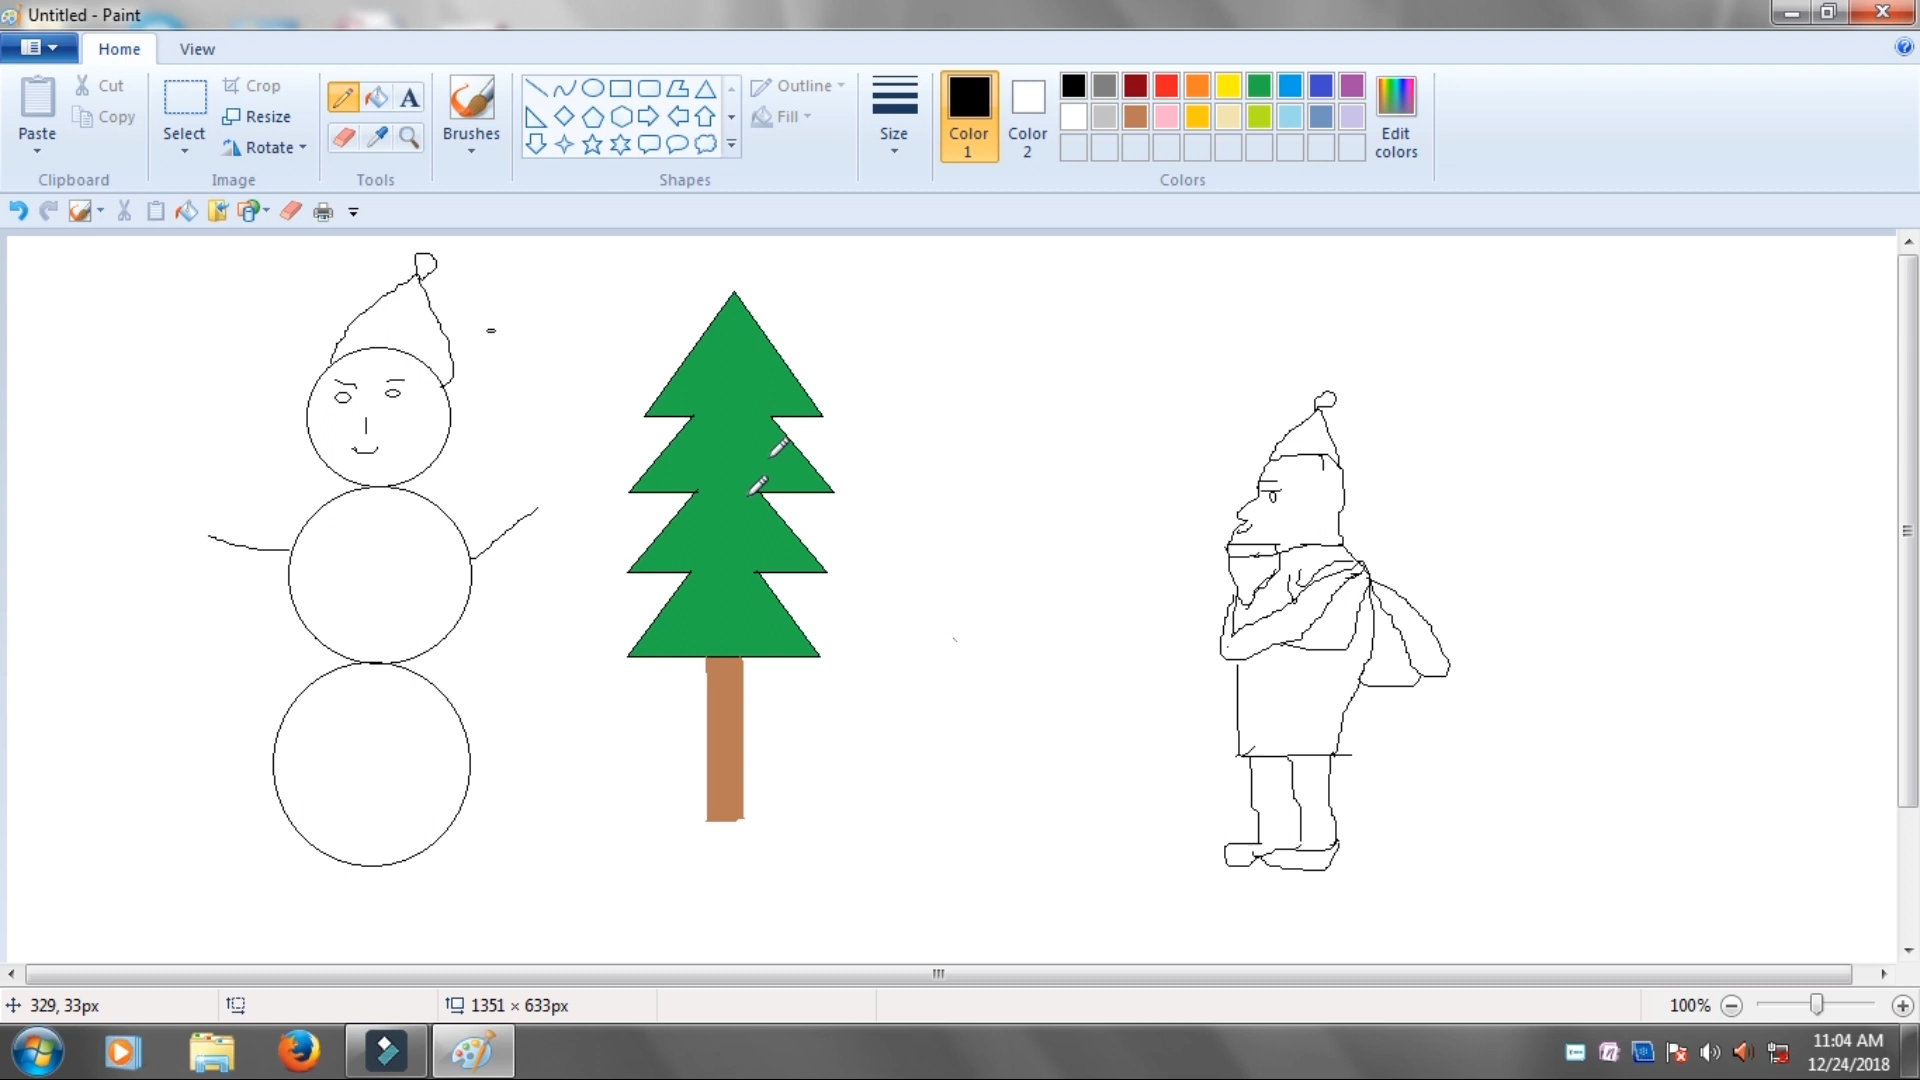 Untitled - Paint
Home View
Paste
Cut
Copy
Clipboard
Select
Crop
Resize
Rotate
Image
A
Tools
Brushes
Shapes
Outline
Fill
Size
Color 1
Color 2
Edit colors
Colors
329, 33px
1351 × 633px
100%
11:04 AM
12/24/2018